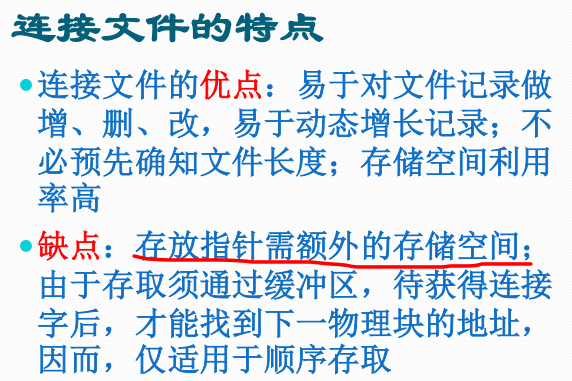 连接文件的特点
•连接文件的优点：易于对文件记录做
增、删、改，易于动态增长记录；不
必预先确知文件长度；存储空间利用
率高
•缺点：存放指针需额外的存储空间；
由于存取须通过缓冲区，待获得连接
字后，才能找到下一物理块的地址，
因而，仅适用于顺序存取